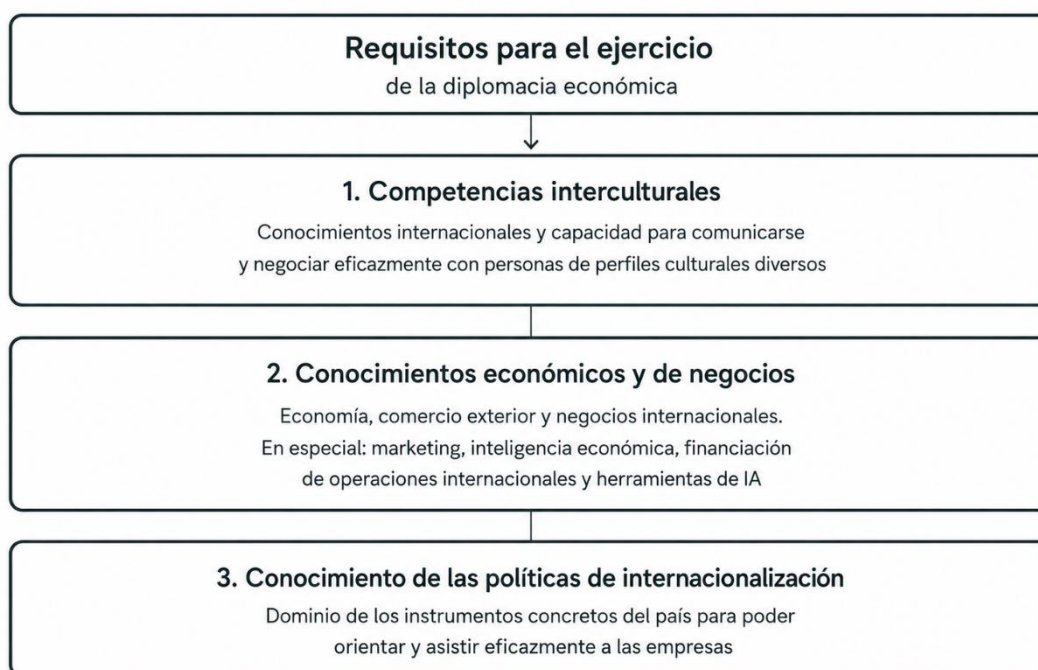 Requisitos para el ejercicio
de la diplomacia económica
1. Competencias interculturales
Conocimientos internacionales y capacidad para comunicarse
y negociar eficazmente con personas de perfiles culturales diversos
2. Conocimientos económicos y de negocios
Economía, comercio exterior y negocios internacionales.
En especial: marketing, inteligencia económica, financiación
de operaciones internacionales y herramientas de IA
3. Conocimiento de las políticas de internacionalización
Dominio de los instrumentos concretos del país para poder
orientar y asistir eficazmente a las empresas